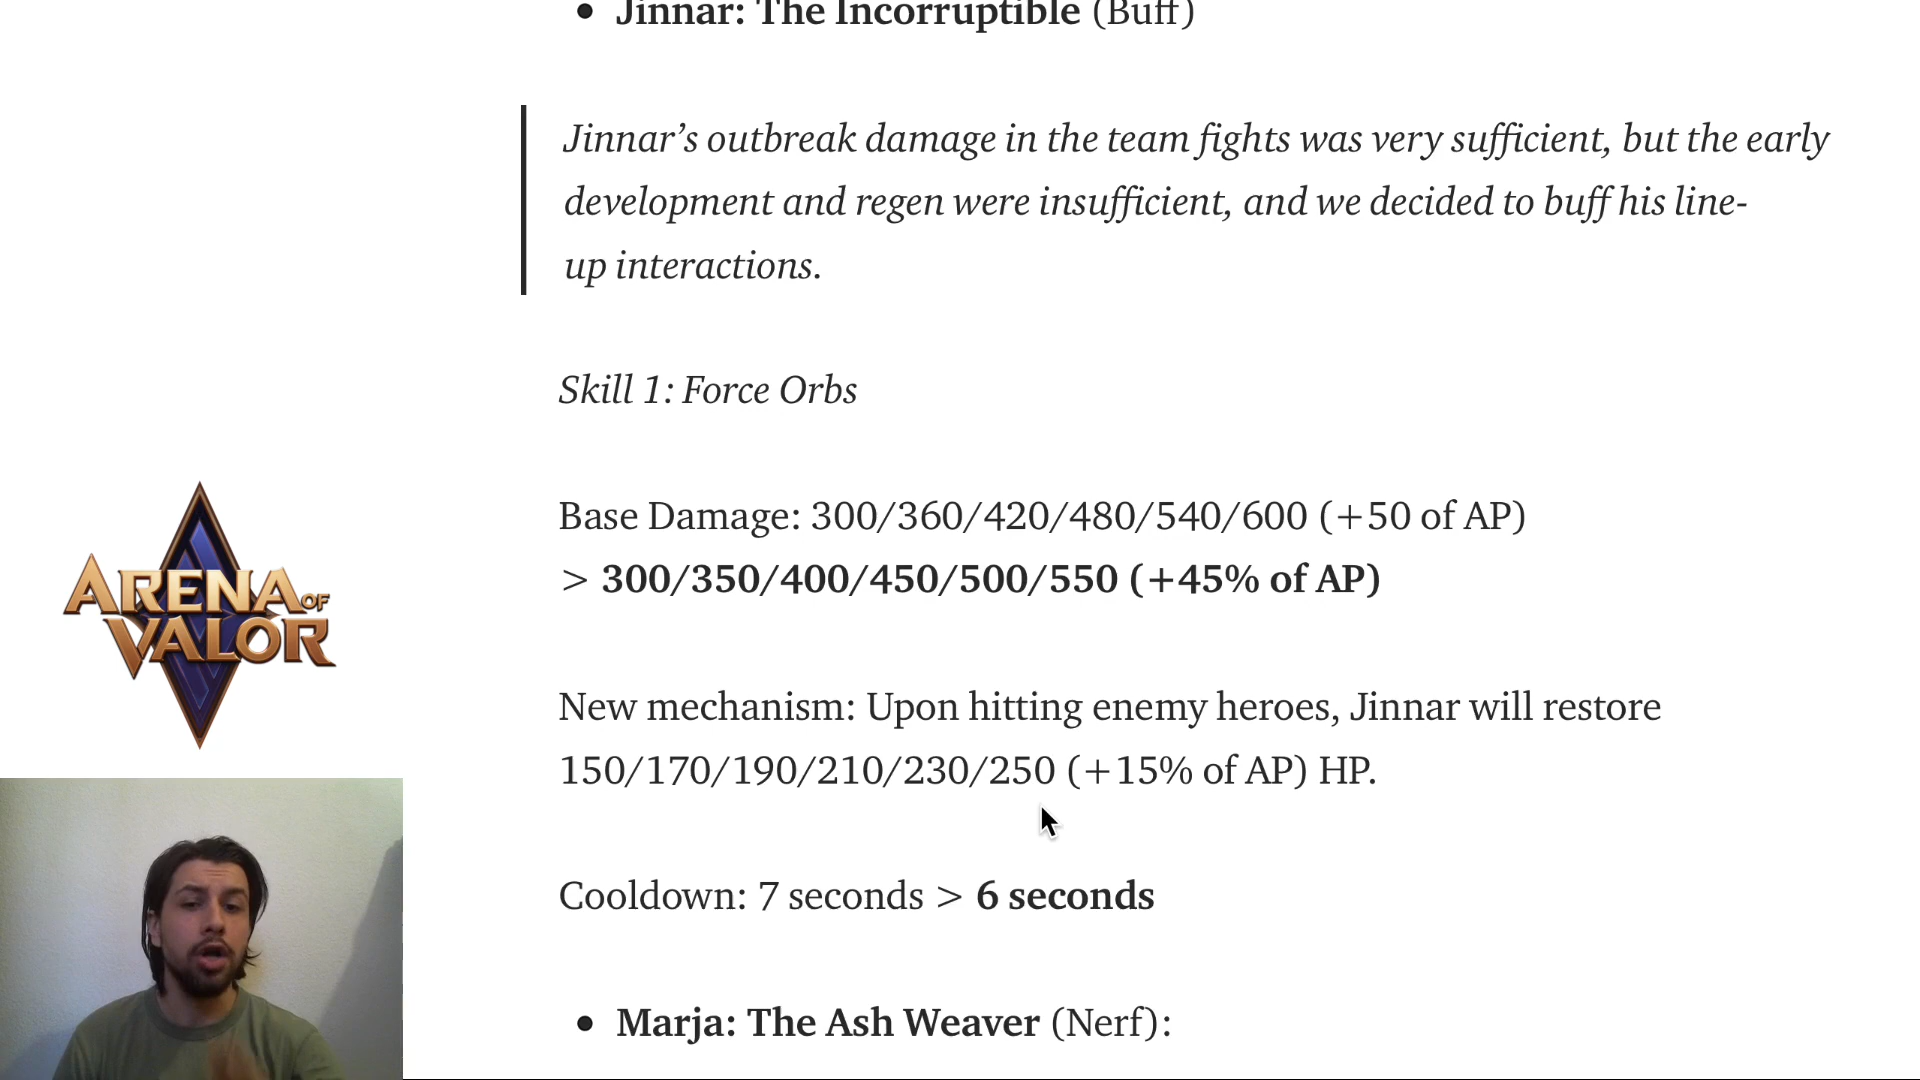 Jinnar: The Incorruptible (Buff)
Jinnar’s outbreak damage in the team fights was very sufficient, but the early
development and regen were insufficient, and we decided to buff his line-
up interactions.
Skill 1: Force Orbs
Base Damage: 300/360/420/480/540/600 (+50 of AP)
> 300/350/400/450/500/550 (+45% of AP)
New mechanism: Upon hitting enemy heroes, Jinnar will restore
150/170/190/210/230/250 (+15% of AP) HP.
Cooldown: 7 seconds > 6 seconds
Marja: The Ash Weaver (Nerf):
ARENA OF
VALOR